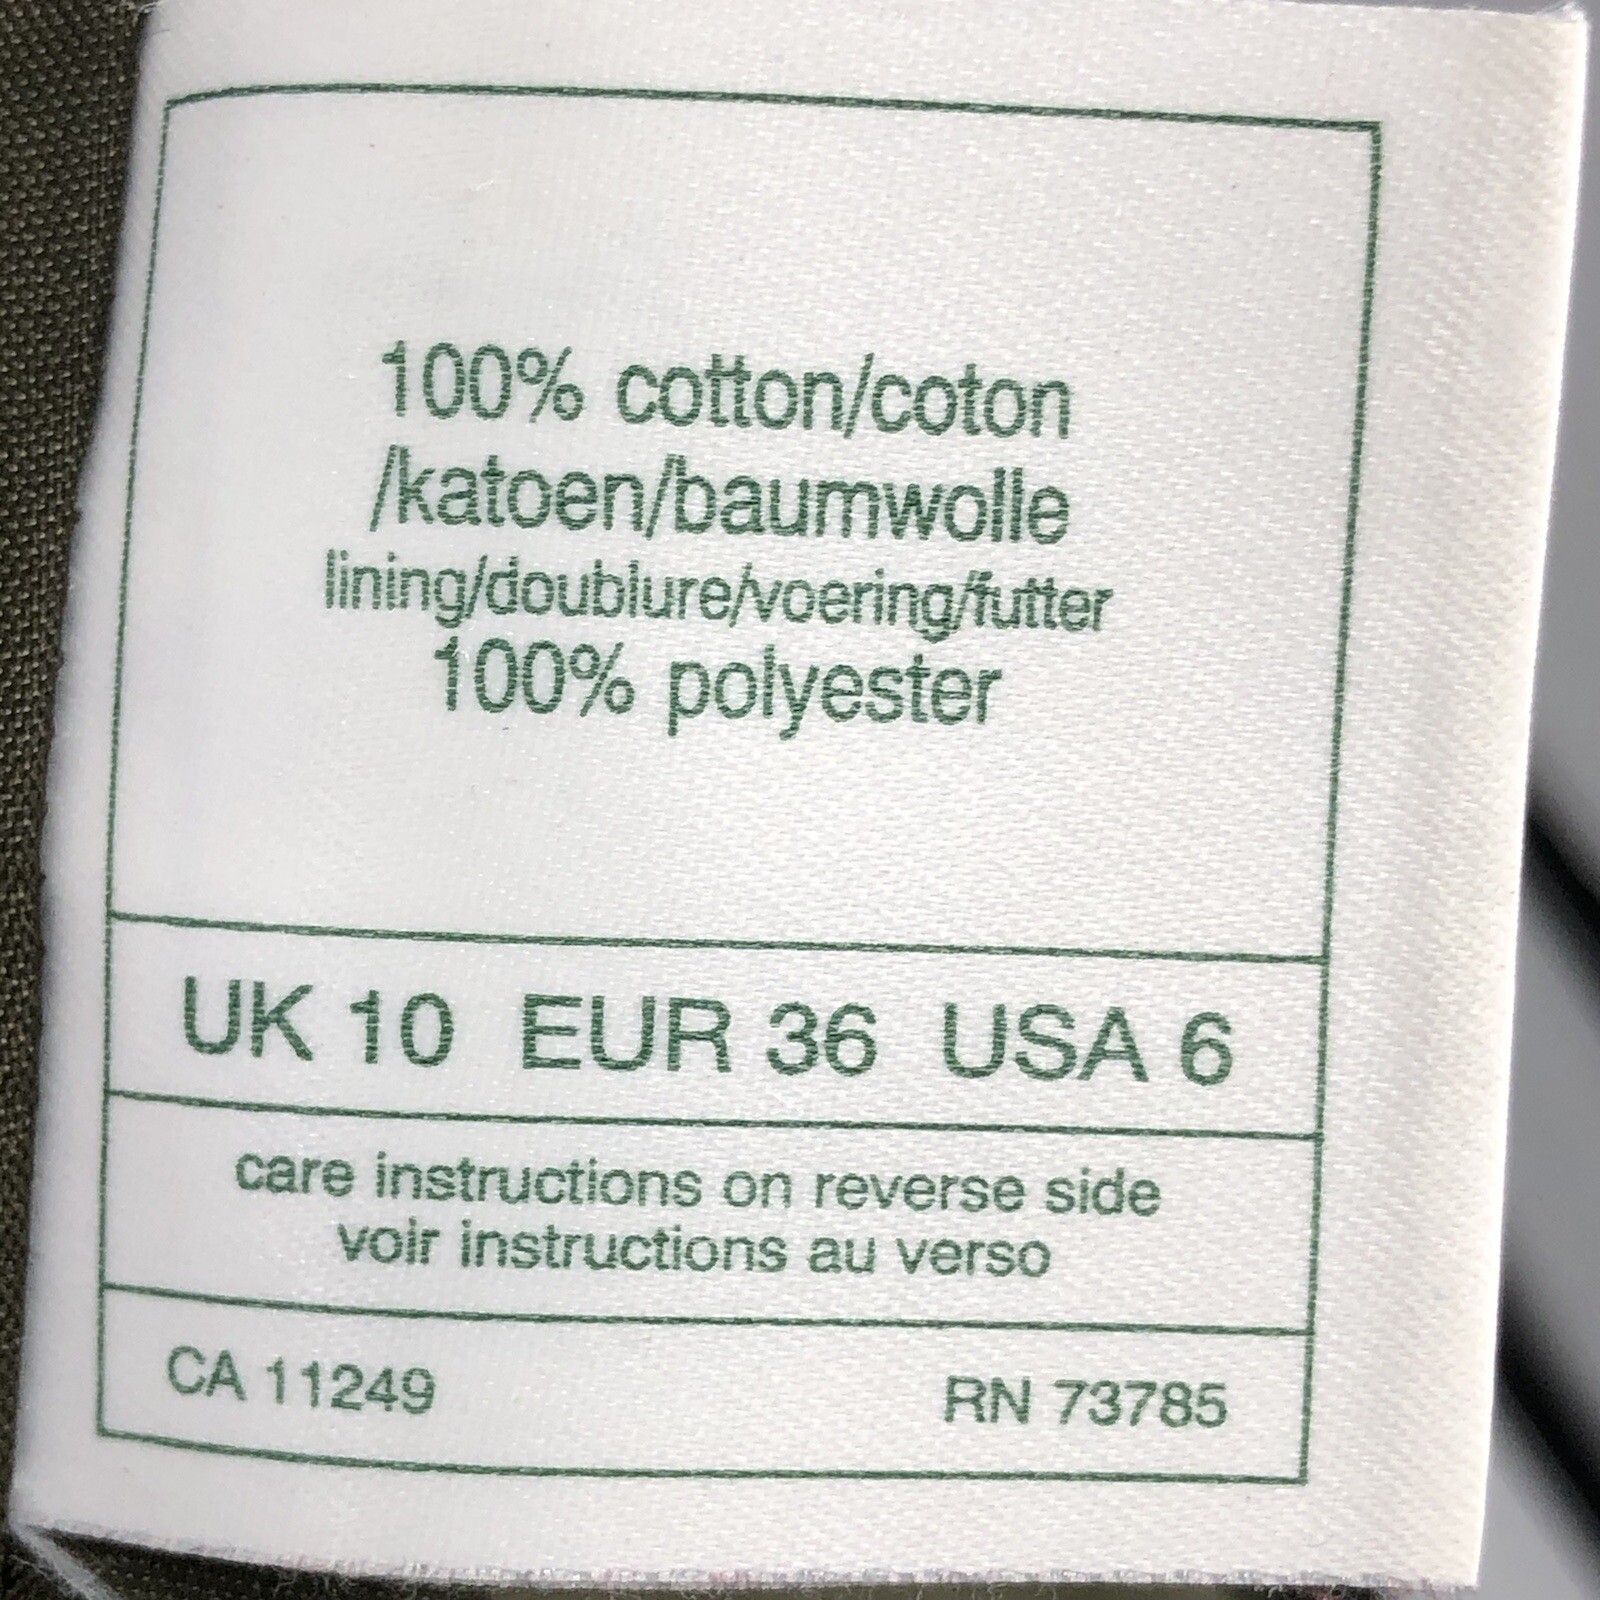 100% cotton/coton
/katoen/baumwolle
lining/doublure/voering/futter
100% polyester
UK 10 EUR 36 USA 6
care instructions on reverse side
voir instructions au verso
CA 11249 RN 73785